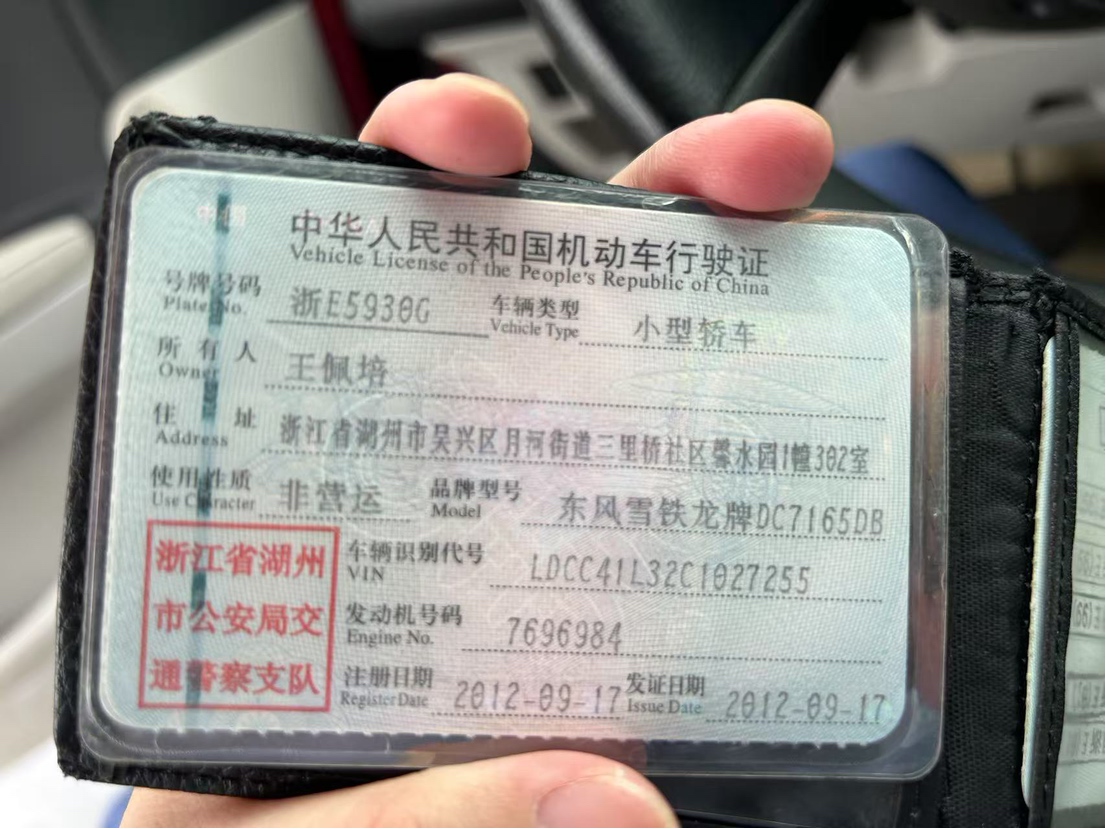 中国
中华人民共和国机动车行驶证
Vehicle License of the People's Republic of China
号牌号码 浙E5930G 车辆类型 小型轿车
Plate No. Vehicle Type
所有人 王佩培
Owner
住址 浙江省湖州市吴兴区月河街道三里桥社区馨水园1幢302室
Address
使用性质 非营运 品牌型号 东风雪铁龙牌DC7165DB
Use Character Model
浙江省湖州
市公安局交
通警察支队
车辆识别代号 LDCC41L32C1027255
VIN
发动机号码 7696984
Engine No.
注册日期 2012-09-17 发证日期 2012-09-17
Register Date Issue Date